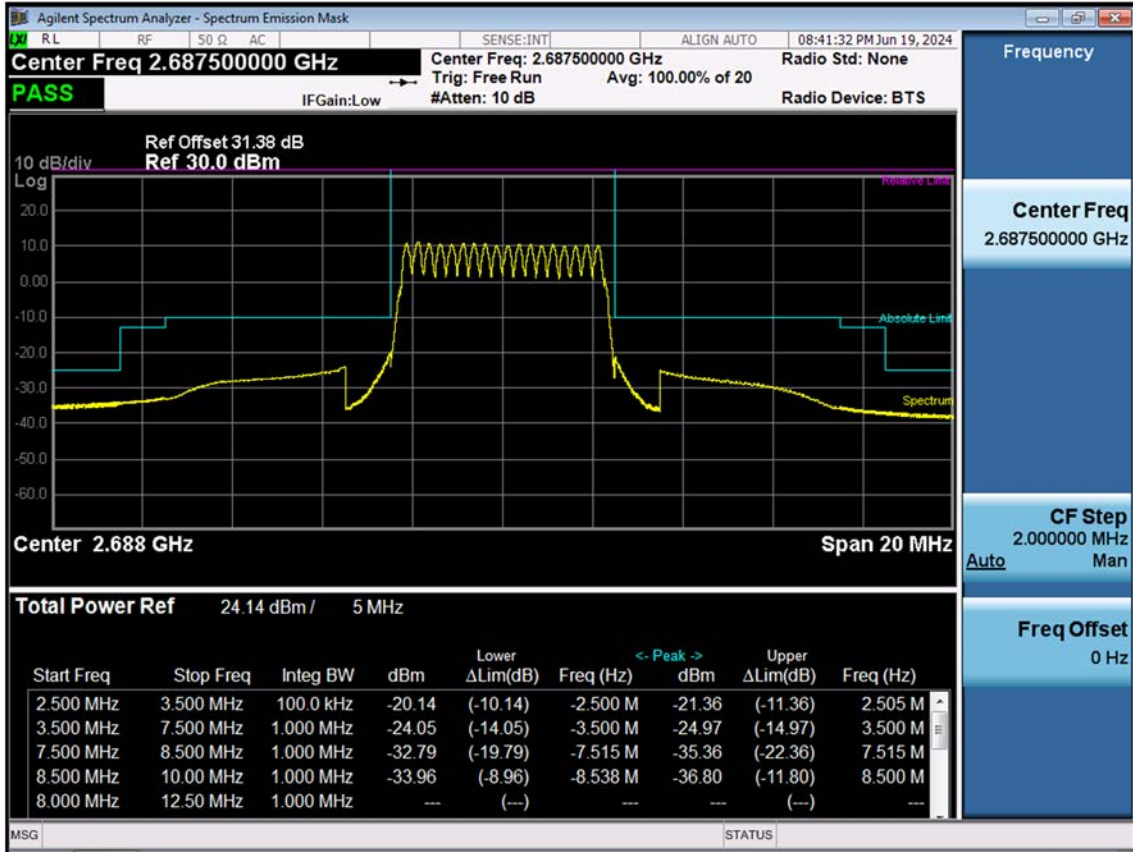 Agilent Spectrum Analyzer - Spectrum Emission Mask
LXI RL RF 50 Ω AC SENSE:INT ALIGN AUTO 08:41:32 PM Jun 19, 2024
Center Freq 2.687500000 GHz Center Freq: 2.687500000 GHz Radio Std: None
Trig: Free Run Avg: 100.00% of 20
PASS IFGain:Low #Atten: 10 dB Radio Device: BTS
Ref Offset 31.38 dB
10 dB/div Ref 30.0 dBm
Log
Relative Limit
20.0
10.0
0.00
-10.0
Absolute Limit
-20.0
-30.0
Spectrum
-40.0
-50.0
-60.0
Center 2.688 GHz Span 20 MHz
Total Power Ref 24.14 dBm / 5 MHz
Lower <- Peak -> Upper
Start Freq Stop Freq Integ BW dBm ΔLim(dB) Freq (Hz) dBm ΔLim(dB) Freq (Hz)
2.500 MHz 3.500 MHz 100.0 kHz -20.14 (-10.14) -2.500 M -21.36 (-11.36) 2.505 M
3.500 MHz 7.500 MHz 1.000 MHz -24.05 (-14.05) -3.500 M -24.97 (-14.97) 3.500 M
7.500 MHz 8.500 MHz 1.000 MHz -32.79 (-19.79) -7.515 M -35.36 (-22.36) 7.515 M
8.500 MHz 10.00 MHz 1.000 MHz -33.96 (-8.96) -8.538 M -36.80 (-11.80) 8.500 M
8.000 MHz 12.50 MHz 1.000 MHz --- (---) --- --- (---) ---
MSG STATUS
Frequency
Center Freq
2.687500000 GHz
CF Step
2.000000 MHz
Auto Man
Freq Offset
0 Hz